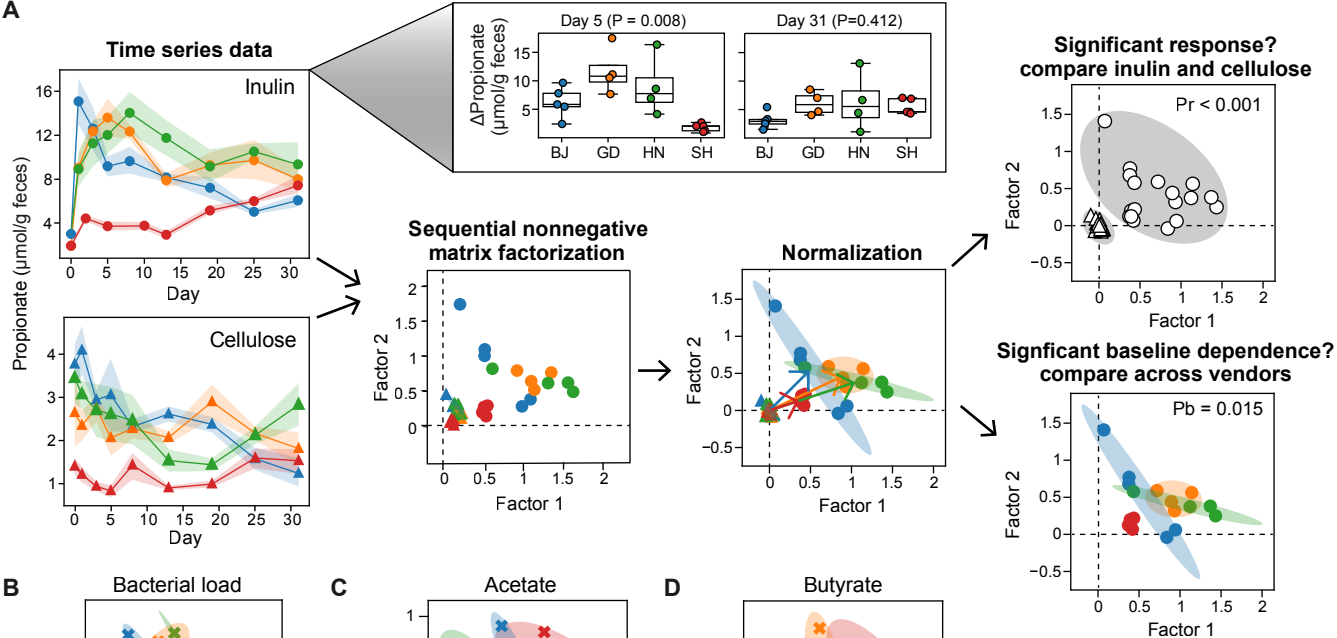 A
Time series data
Inulin
16
12
8
4
0 5 10 15 20 25 30
Day
Propionate (μmol/g feces)
Cellulose
4
3
2
1
0 5 10 15 20 25 30
Day
Day 5 (P = 0.008)
Day 31 (P=0.412)
ΔPropionate
(μmol/g feces)
15
10
5
BJ GD HN SH
BJ GD HN SH
Sequential nonnegative
matrix factorization
2
1.5
1
0.5
0
Factor 2
0 0.5 1 1.5 2
Factor 1
Normalization
1.5
1
0.5
0
−0.5
Factor 2
0 0.5 1 1.5 2
Factor 1
Significant response?
compare inulin and cellulose
Pr < 0.001
1.5
1
0.5
0
−0.5
Factor 2
0 0.5 1 1.5 2
Factor 1
Signficant baseline dependence?
compare across vendors
Pb = 0.015
1.5
1
0.5
0
−0.5
Factor 2
0 0.5 1 1.5 2
Factor 1
B
Bacterial load
C
Acetate
1
D
Butyrate